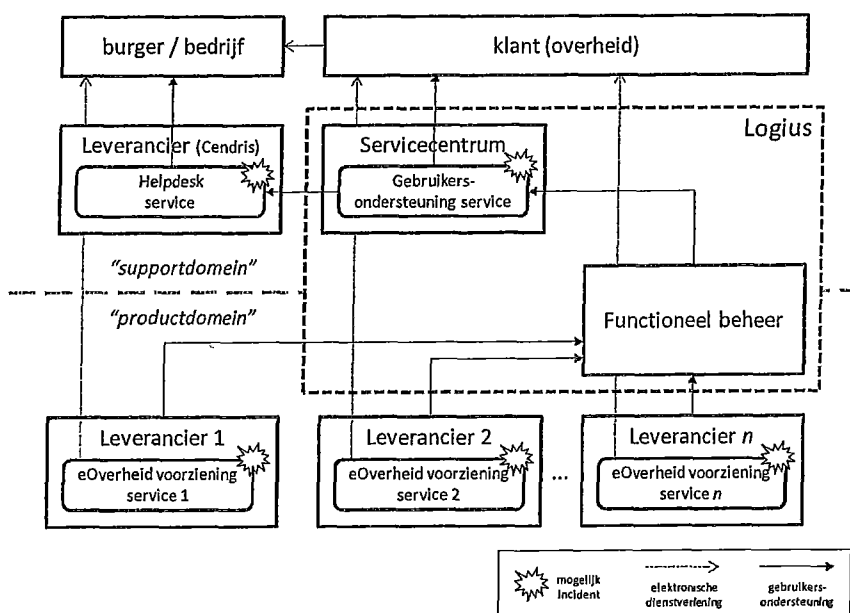 burger / bedrijf
klant (overheid)
Logius
Leverancier (Cendris)
Helpdesk
service
Servicecentrum
Gebruikers-
ondersteuning service
"supportdomein"
"productdomein"
Functioneel beheer
Leverancier 1
eOverheid voorziening
service 1
Leverancier 2
eOverheid voorziening
service 2
...
Leverancier n
eOverheid voorziening
service n
mogelijk
incident
elektronische
dienstverlening
gebruikers-
ondersteuning